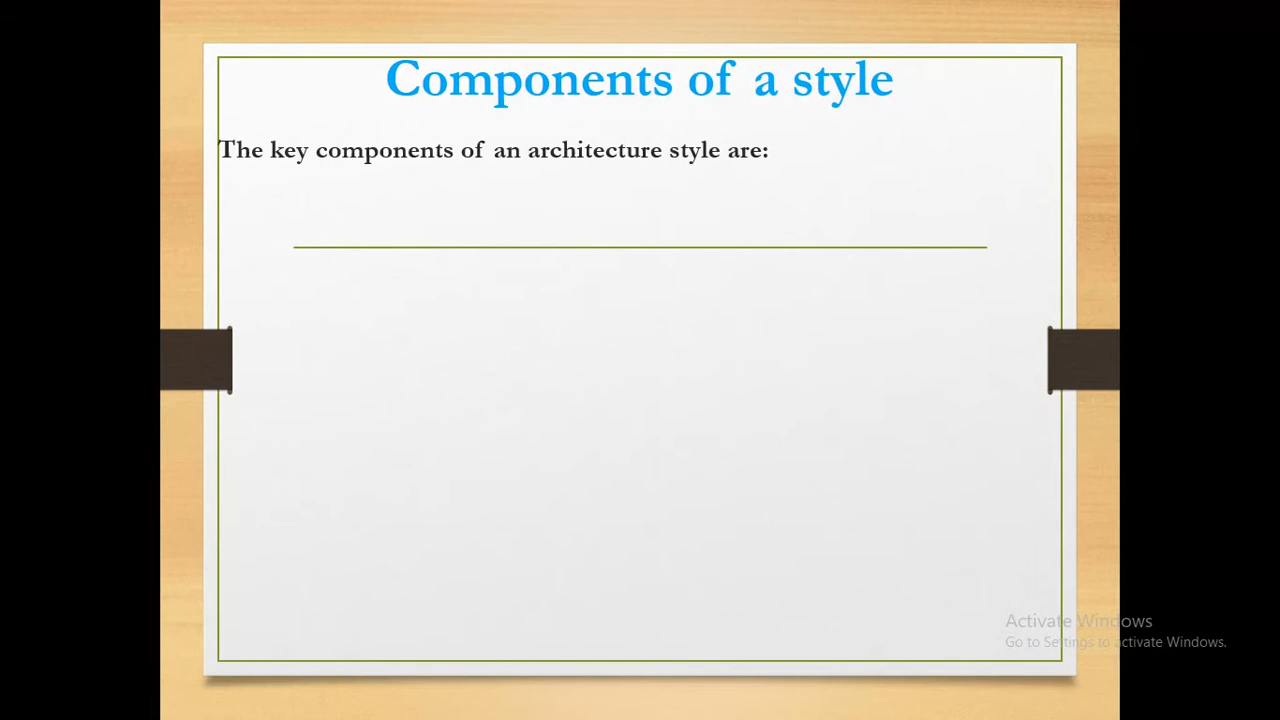 Components of a style
The key components of an architecture style are:
Activate Windows
Go to Settings to activate Windows.